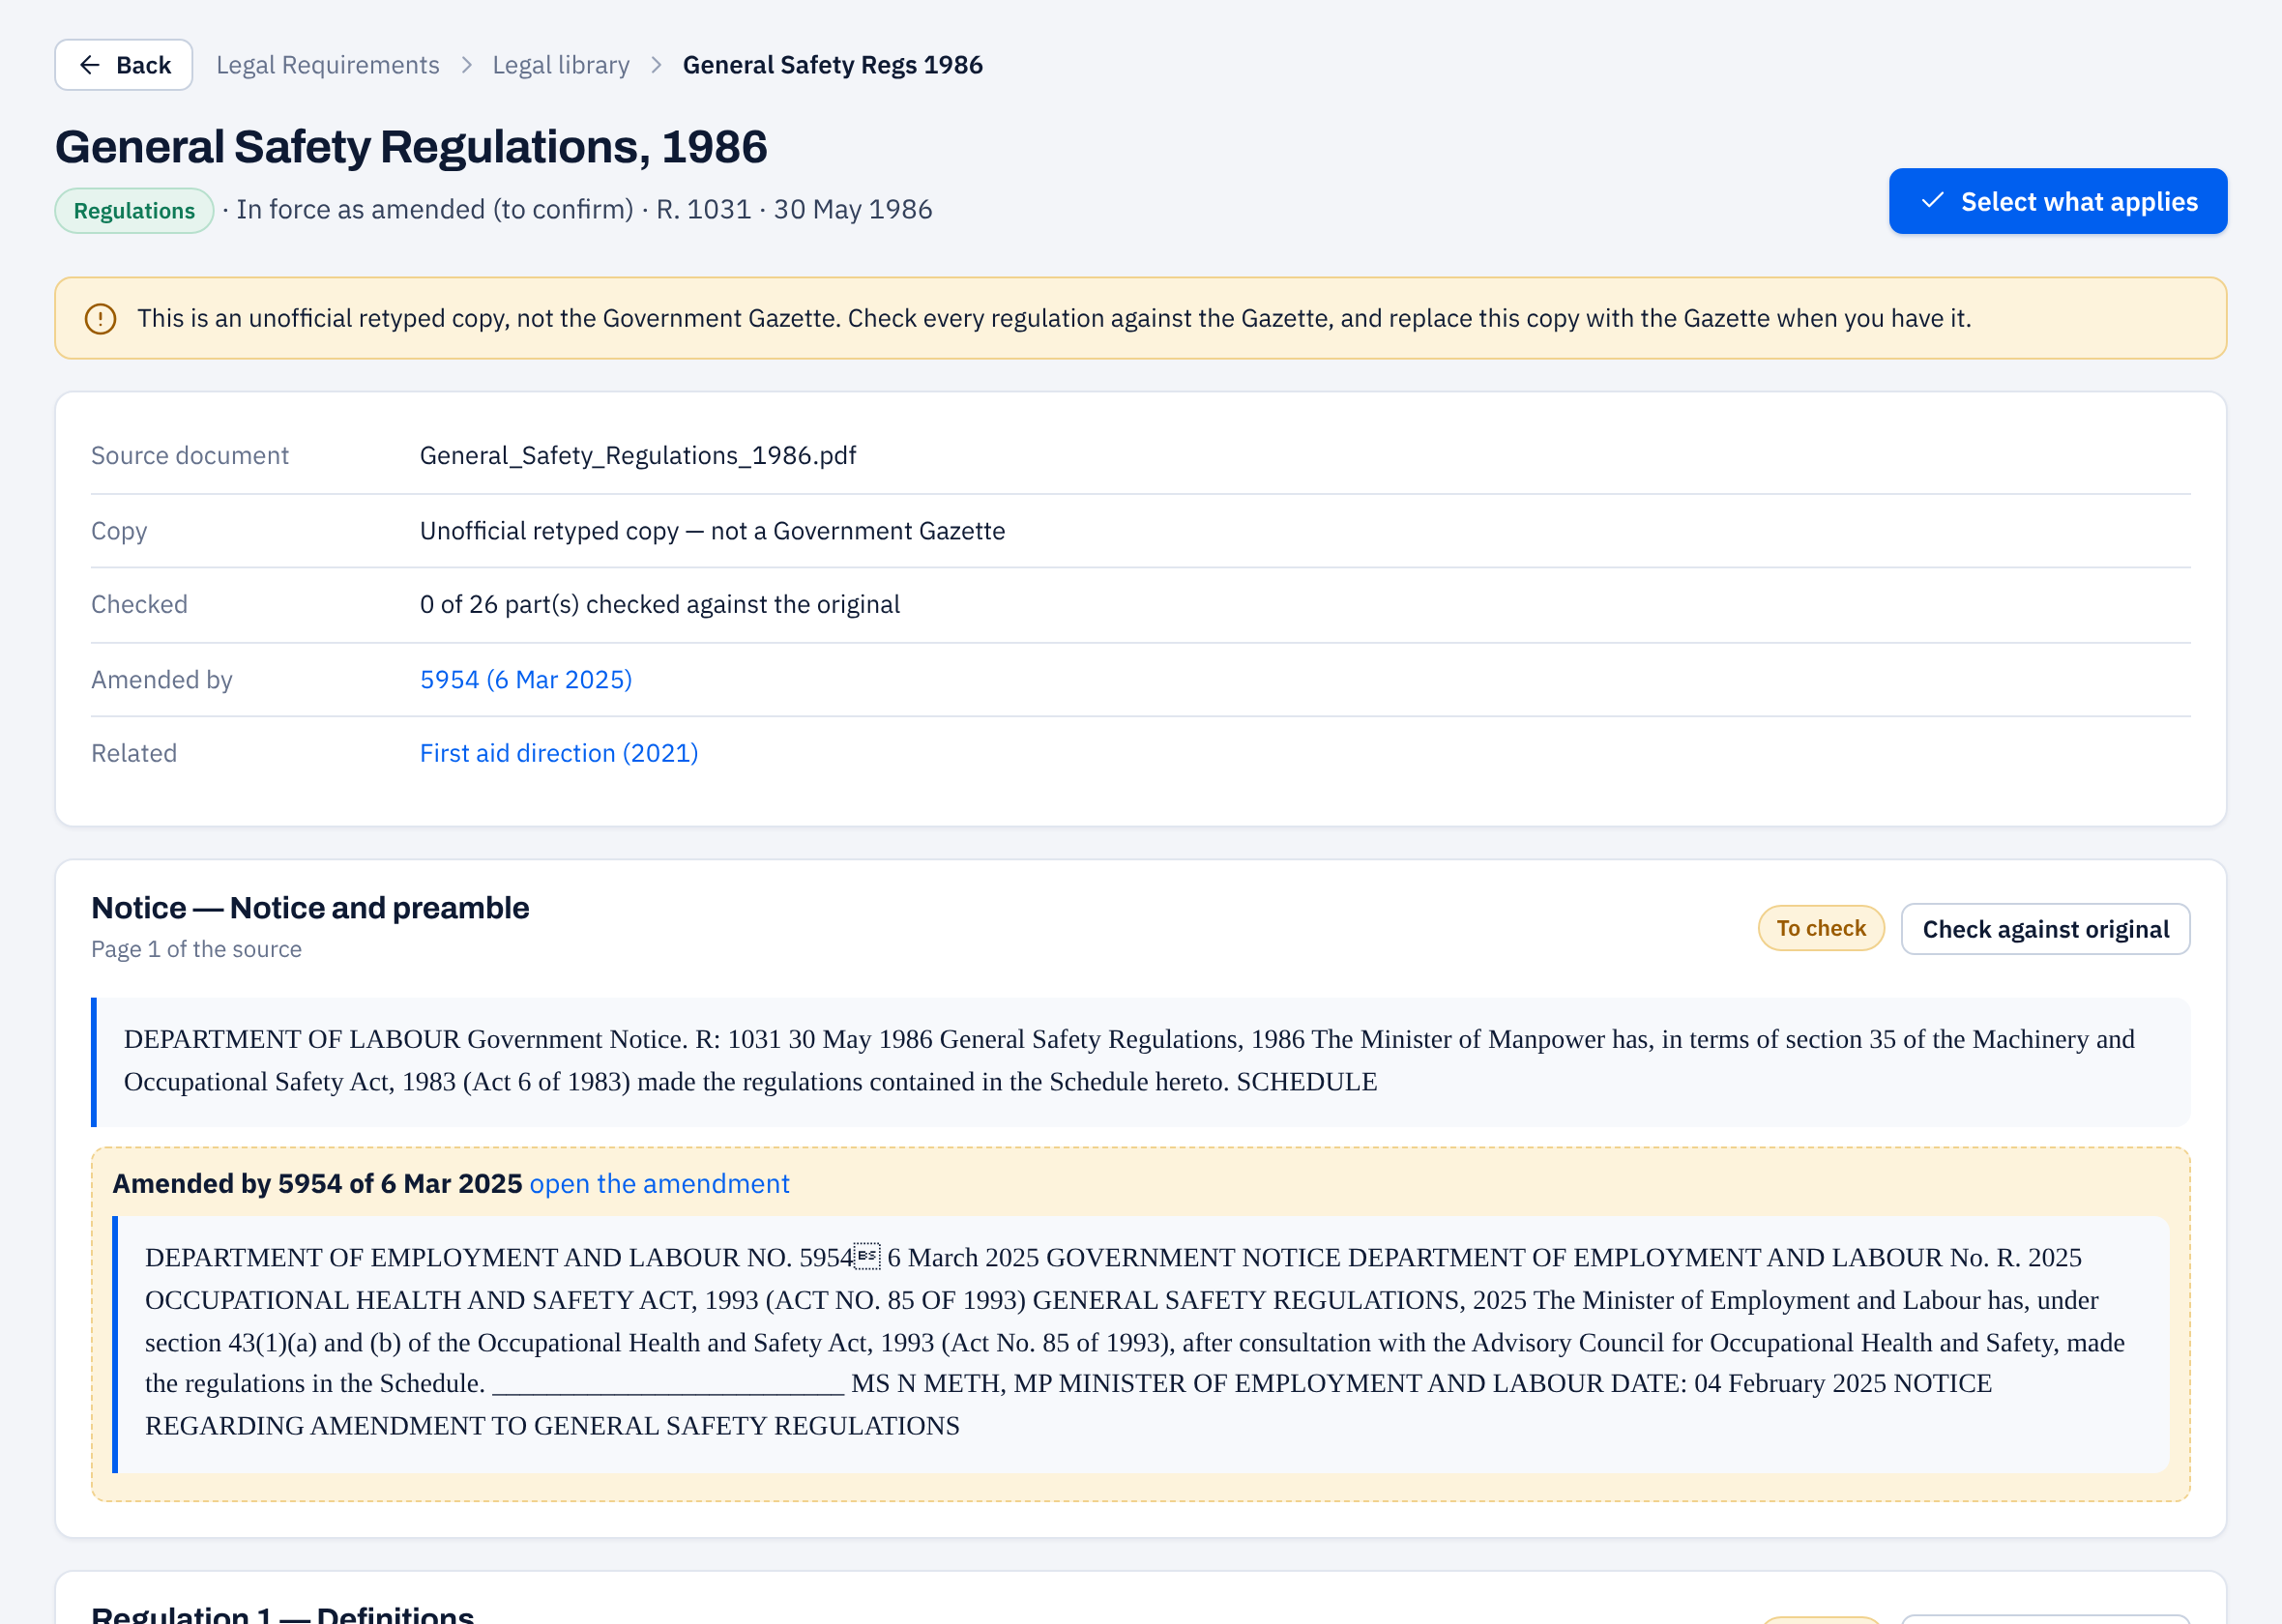 Back Legal Requirements > Legal library > General Safety Regs 1986
General Safety Regulations, 1986
Regulations · In force as amended (to confirm) · R. 1031 · 30 May 1986
Select what applies
This is an unofficial retyped copy, not the Government Gazette. Check every regulation against the Gazette, and replace this copy with the Gazette when you have it.
Source document General_Safety_Regulations_1986.pdf
Copy Unofficial retyped copy — not a Government Gazette
Checked 0 of 26 part(s) checked against the original
Amended by 5954 (6 Mar 2025)
Related First aid direction (2021)
Notice — Notice and preamble
Page 1 of the source
To check Check against original
DEPARTMENT OF LABOUR Government Notice. R: 1031 30 May 1986 General Safety Regulations, 1986 The Minister of Manpower has, in terms of section 35 of the Machinery and
Occupational Safety Act, 1983 (Act 6 of 1983) made the regulations contained in the Schedule hereto. SCHEDULE
Amended by 5954 of 6 Mar 2025 open the amendment
DEPARTMENT OF EMPLOYMENT AND LABOUR NO. 5954 6 March 2025 GOVERNMENT NOTICE DEPARTMENT OF EMPLOYMENT AND LABOUR No. R. 2025
OCCUPATIONAL HEALTH AND SAFETY ACT, 1993 (ACT NO. 85 OF 1993) GENERAL SAFETY REGULATIONS, 2025 The Minister of Employment and Labour has, under
section 43(1)(a) and (b) of the Occupational Health and Safety Act, 1993 (Act No. 85 of 1993), after consultation with the Advisory Council for Occupational Health and Safety, made
the regulations in the Schedule. __________________________ MS N METH, MP MINISTER OF EMPLOYMENT AND LABOUR DATE: 04 February 2025 NOTICE
REGARDING AMENDMENT TO GENERAL SAFETY REGULATIONS
Regulation 1 — Definitions